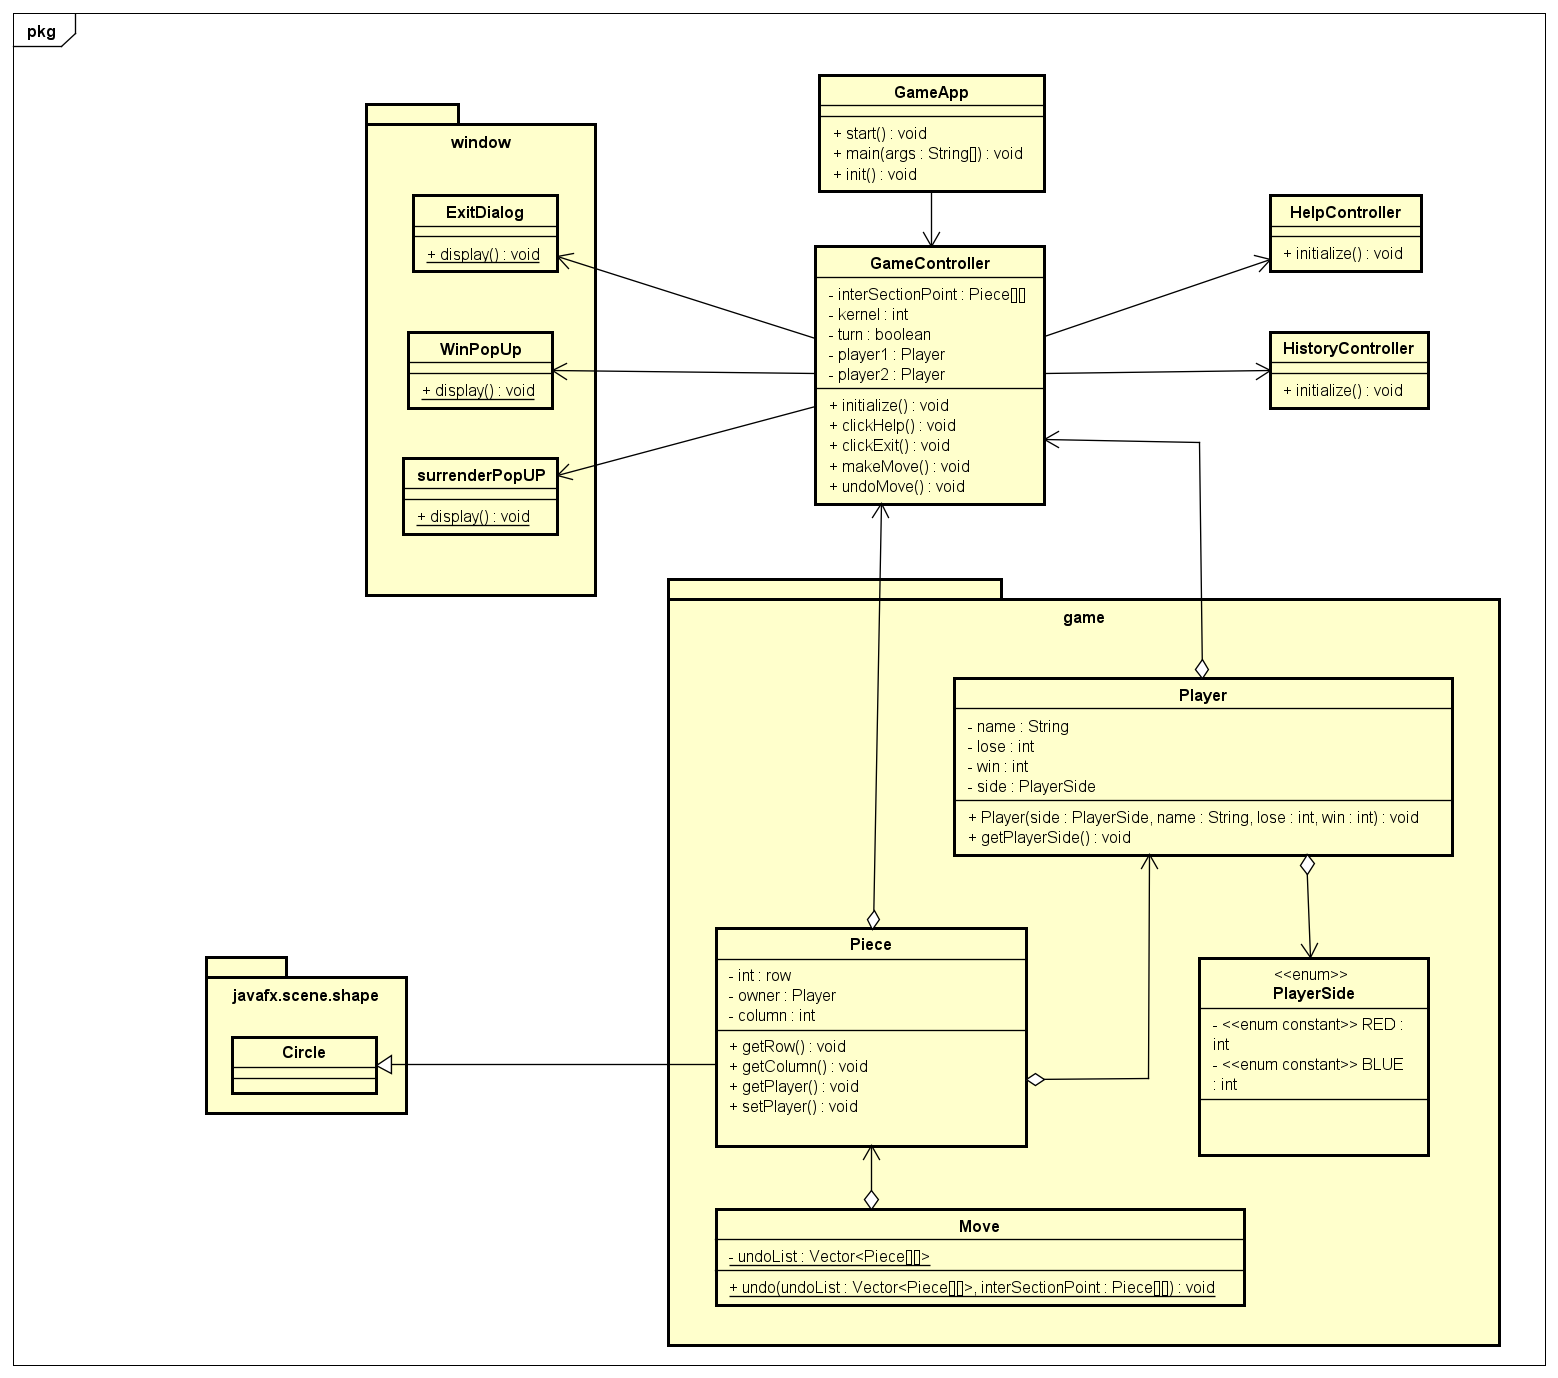 pkg
GameApp
+ start() : void
+ main(args : String[]) : void
+ init() : void
window
ExitDialog
+ display() : void
WinPopUp
+ display() : void
surrenderPopUP
+ display() : void
GameController
- interSectionPoint : Piece[][]
- kernel : int
- turn : boolean
- player1 : Player
- player2 : Player
+ initialize() : void
+ clickHelp() : void
+ clickExit() : void
+ makeMove() : void
+ undoMove() : void
HelpController
+ initialize() : void
HistoryController
+ initialize() : void
game
Player
- name : String
- lose : int
- win : int
- side : PlayerSide
+ Player(side : PlayerSide, name : String, lose : int, win : int) : void
+ getPlayerSide() : void
Piece
- int : row
- owner : Player
- column : int
+ getRow() : void
+ getColumn() : void
+ getPlayer() : void
+ setPlayer() : void
<<enum>>
PlayerSide
- <<enum constant>> RED :
int
- <<enum constant>> BLUE
: int
javafx.scene.shape
Circle
Move
- undoList : Vector<Piece[][]>
+ undo(undoList : Vector<Piece[][]>, interSectionPoint : Piece[][]) : void